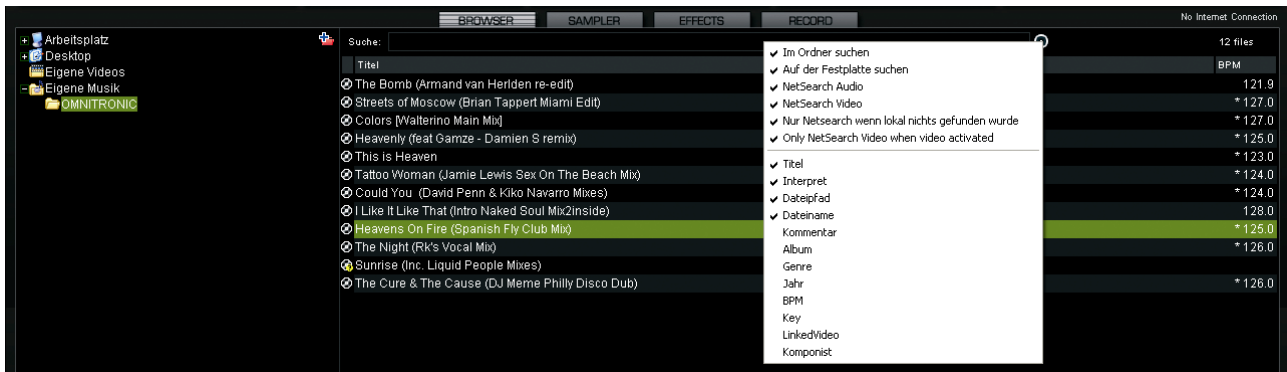 BROWSER SAMPLER EFFECTS RECORD No Internet Connection
Arbeitsplatz
Desktop
Eigene Videos
Eigene Musik
OMNITRONIC
Suche: 12 files
Titel BPM
The Bomb (Armand van Herlden re-edit) 121.9
Streets of Moscow (Brian Tappert Miami Edit) * 127.0
Colors [Walterino Main Mix] * 127.0
Heavenly (feat Gamze - Damien S remix) * 125.0
This is Heaven * 123.0
Tattoo Woman (Jamie Lewis Sex On The Beach Mix) * 124.0
Could You (David Penn & Kiko Navarro Mixes) * 124.0
I Like It Like That (Intro Naked Soul Mix2inside) 128.0
Heavens On Fire (Spanish Fly Club Mix) * 125.0
The Night (Rk's Vocal Mix) * 126.0
Sunrise (Inc. Liquid People Mixes)
The Cure & The Cause (DJ Meme Philly Disco Dub) * 126.0
Im Ordner suchen
Auf der Festplatte suchen
NetSearch Audio
NetSearch Video
Nur Netsearch wenn lokal nichts gefunden wurde
Only NetSearch Video when video activated
Titel
Interpret
Dateipfad
Dateiname
Kommentar
Album
Genre
Jahr
BPM
Key
LinkedVideo
Komponist